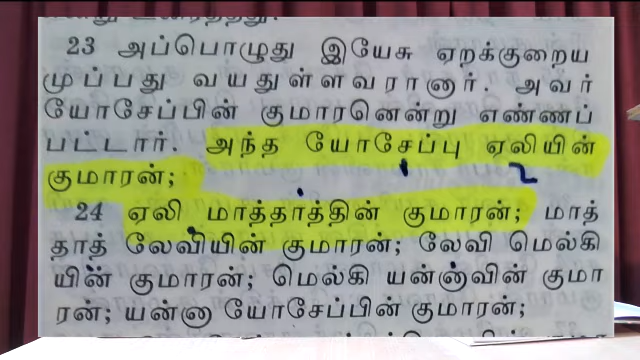 23 அப்பொழுது இயேசு ஏறக்குறைய
முப்பது வயதுள்ளவரானார். அவர்
யோசேப்பின் குமாரனென்று எண்ணப்
பட்டார். அந்த யோசேப்பு ஏலியின்
குமாரன்;
2
24 ஏலி மாத்தாத்தின் குமாரன்; மாத்
தாத் லேவியின் குமாரன்; லேவி மெல்கி
யின் குமாரன்; மெல்கி யன்னாவின் குமா
ரன்; யன்னா யோசேப்பின் குமாரன்;